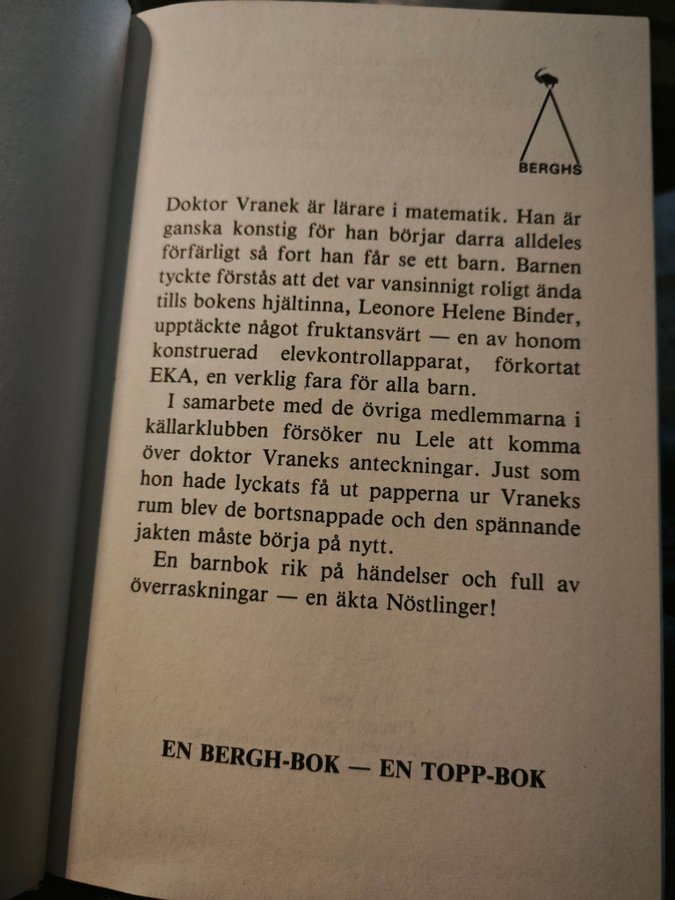 BERGHS
Doktor Vranek är lärare i matematik. Han är
ganska konstig för han börjar darra alldeles
förfärligt så fort han får se ett barn. Barnen
tyckte förstås att det var vansinnigt roligt ända
tills bokens hjältinna, Leonore Helene Binder,
upptäckte något fruktansvärt — en av honom
konstruerad elevkontrollapparat, förkortat
EKA, en verklig fara för alla barn.
I samarbete med de övriga medlemmarna i
källarklubben försöker nu Lele att komma
över doktor Vraneks anteckningar. Just som
hon hade lyckats få ut papperna ur Vraneks
rum blev de bortsnappade och den spännande
jakten måste börja på nytt.
En barnbok rik på händelser och full av
överraskningar — en äkta Nöstlinger!
EN BERGH-BOK — EN TOPP-BOK